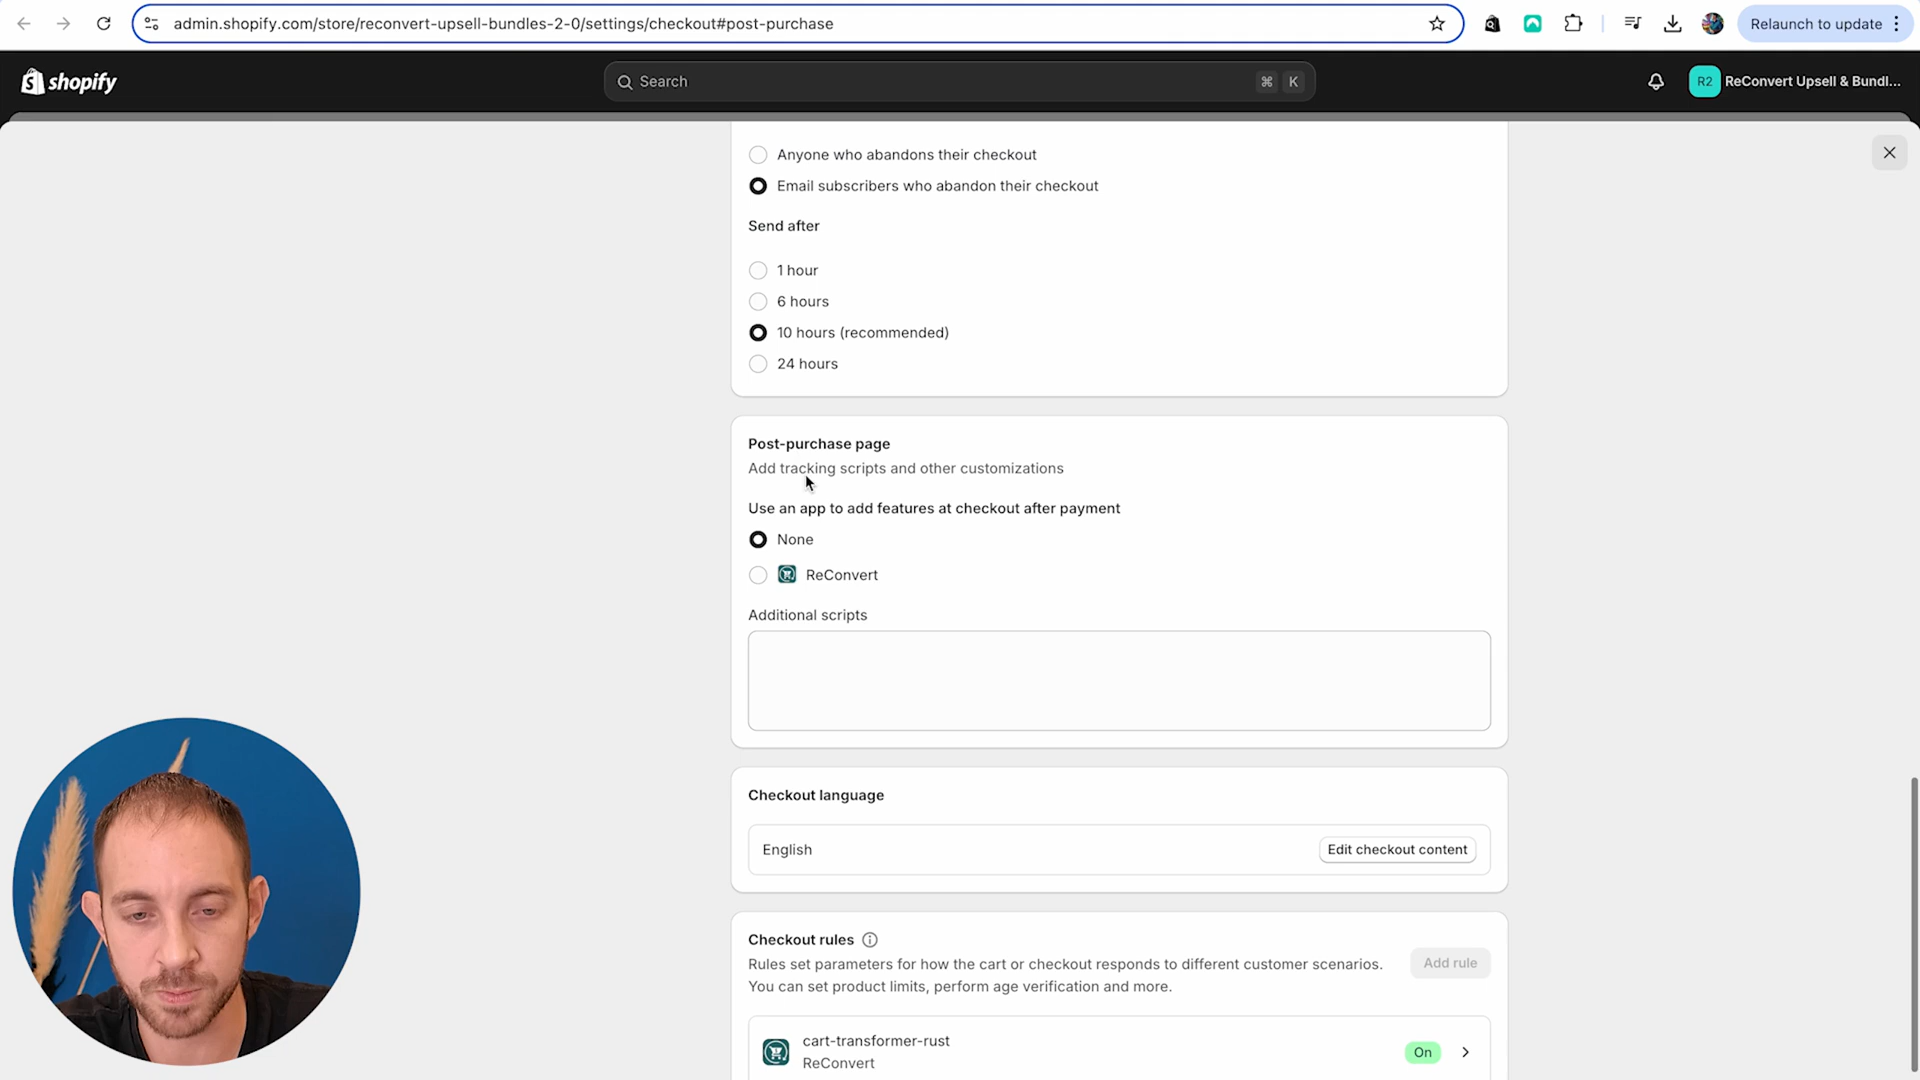 admin.shopify.com/store/reconvert-upsell-bundles-2-0/settings/checkout#post-purchase
Relaunch to update
shopify
Search
⌘ K
R2 ReConvert Upsell & Bundl...
Anyone who abandons their checkout
Email subscribers who abandon their checkout
Send after
1 hour
6 hours
10 hours (recommended)
24 hours
Post-purchase page
Add tracking scripts and other customizations
Use an app to add features at checkout after payment
None
ReConvert
Additional scripts
Checkout language
English
Edit checkout content
Checkout rules
Rules set parameters for how the cart or checkout responds to different customer scenarios.
You can set product limits, perform age verification and more.
Add rule
cart-transformer-rust
ReConvert
On